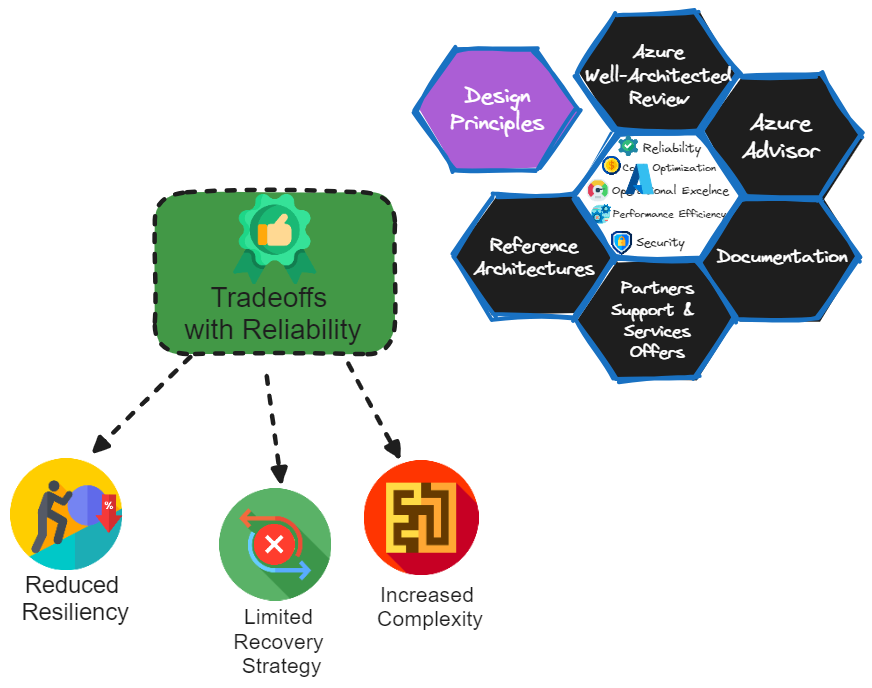 Azure
Well-Architected
Review
Design
Principles
Azure
Advisor
Reliability
Optimization
Operational Excelnce
Performance Efficiency
Security
Reference
Architectures
Documentation
Partners
Support &
Services
Offers
Tradeoffs
with Reliability
%
Reduced
Resiliency
Limited
Recovery
Strategy
Increased
Complexity